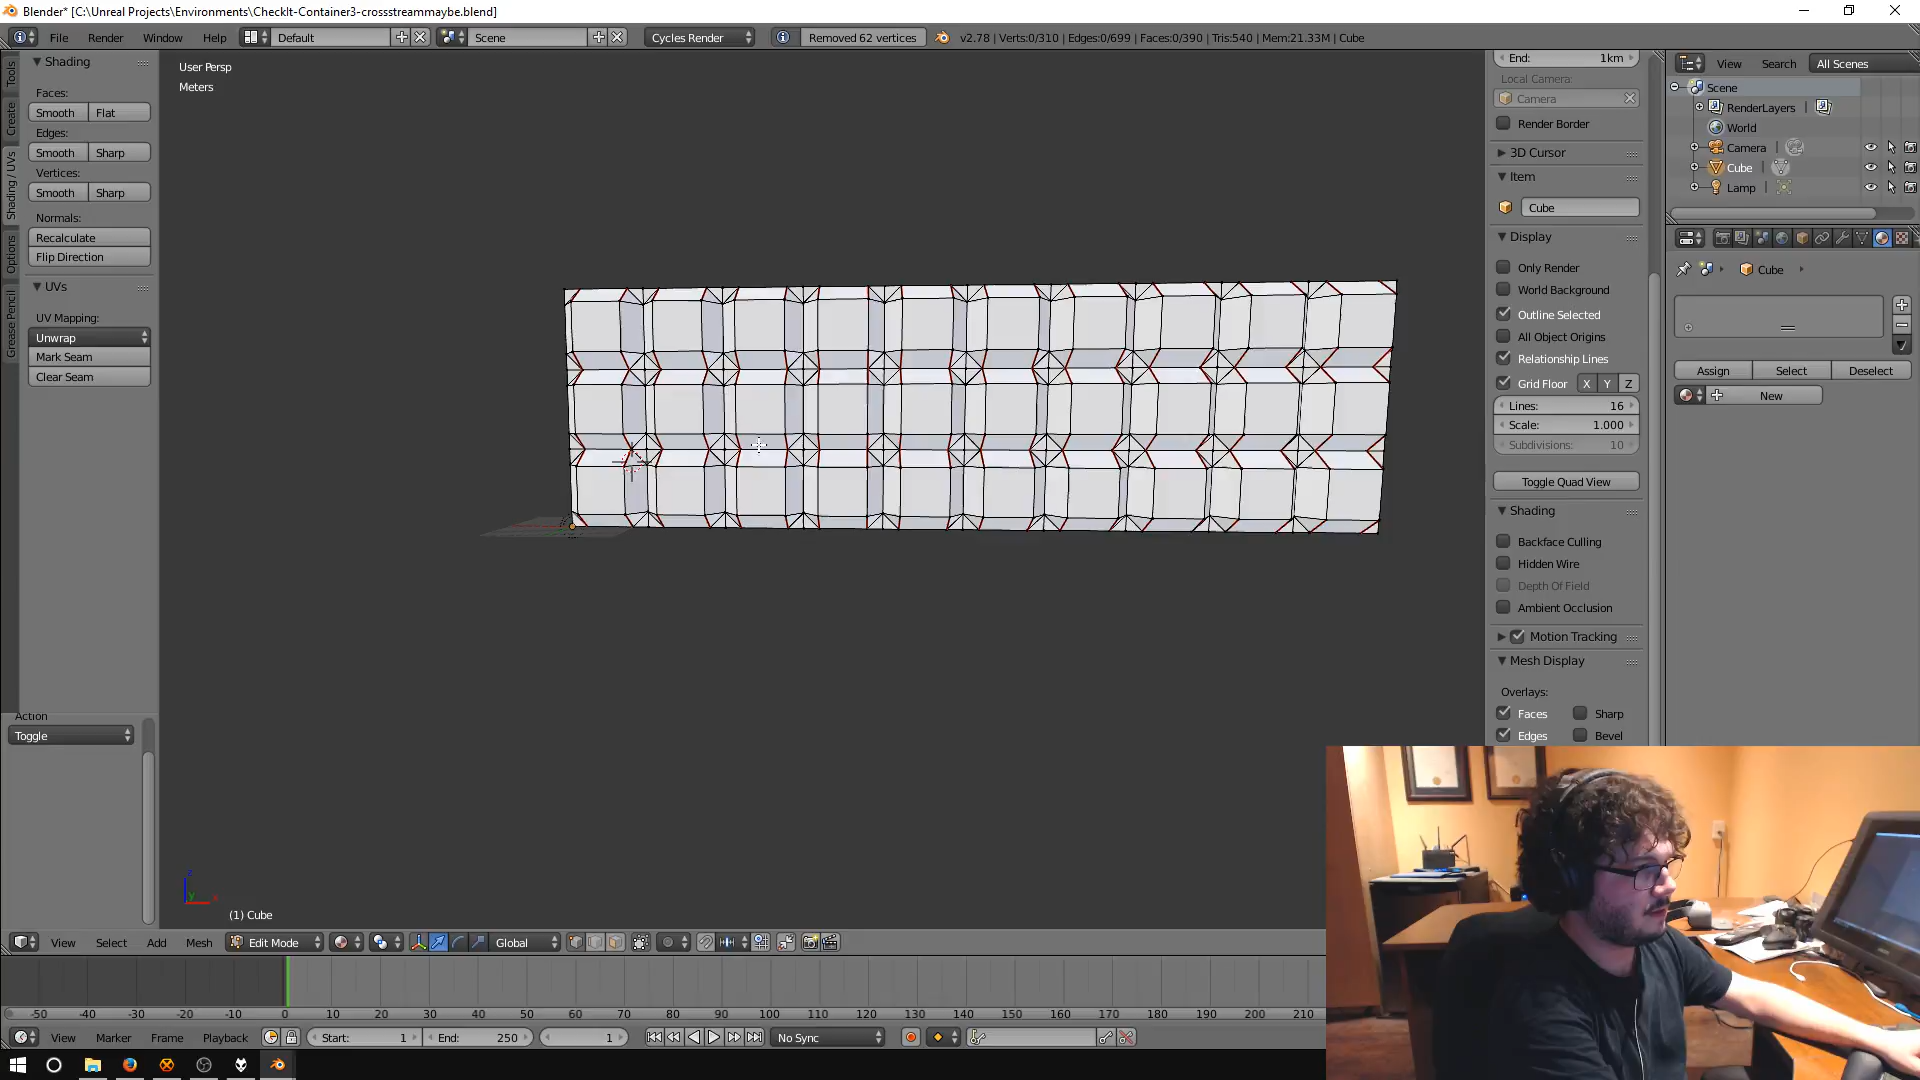 Blender* [C:\Unreal Projects\Environments\CheckIt-Container3-crossstreammaybe.blend]
File Render Window Help Default Scene Cycles Render Removed 62 vertices v2.78 | Verts:0/310 | Edges:0/699 | Faces:0/390 | Tris:540 | Mem:21.33M | Cube
Tools
Create
Shading / UVs
Options
Grease Pencil
Shading
Faces:
Smooth Flat
Edges:
Smooth Sharp
Vertices:
Smooth Sharp
Normals:
Recalculate
Flip Direction
UVs
UV Mapping:
Unwrap
Mark Seam
Clear Seam
Action
Toggle
User Persp
Meters
z
y
x
(1) Cube
End: 1km
Local Camera:
Camera
Render Border
3D Cursor
Item
Cube
Display
Only Render
World Background
Outline Selected
All Object Origins
Relationship Lines
Grid Floor X Y Z
Lines: 16
Scale: 1.000
Subdivisions: 10
Toggle Quad View
Shading
Backface Culling
Hidden Wire
Depth Of Field
Ambient Occlusion
Motion Tracking
Mesh Display
Overlays:
Faces Sharp
Edges Bevel
View Search All Scenes
Scene
RenderLayers |
World
Camera
Cube
Lamp
Cube
Assign Select Deselect
New
View Select Add Mesh Edit Mode Global
-50 -40 -30 -20 -10 0 10 20 30 40 50 60 70 80 90 100 110 120 130 140 150 160 170 180 190 200 210
View Marker Frame Playback Start: 1 End: 250 1 No Sync